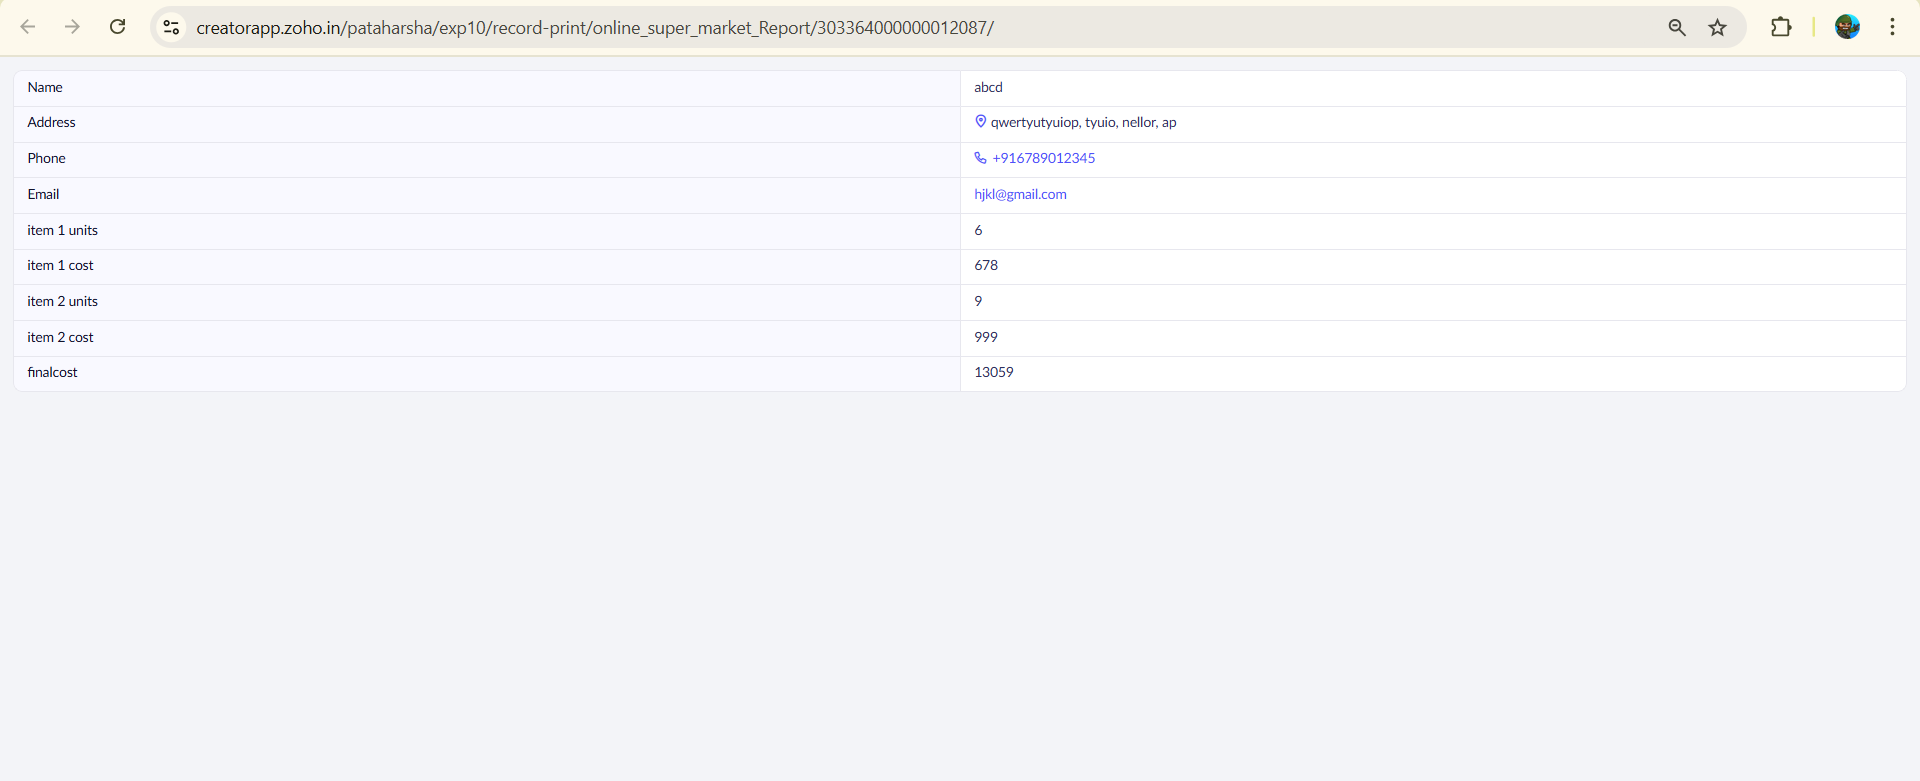 creatorapp.zoho.in/pataharsha/exp10/record-print/online_super_market_Report/303364000000012087/
Name abcd
Address qwertyutyuiop, tyuio, nellor, ap
Phone +916789012345
Email hjkl@gmail.com
item 1 units 6
item 1 cost 678
item 2 units 9
item 2 cost 999
finalcost 13059